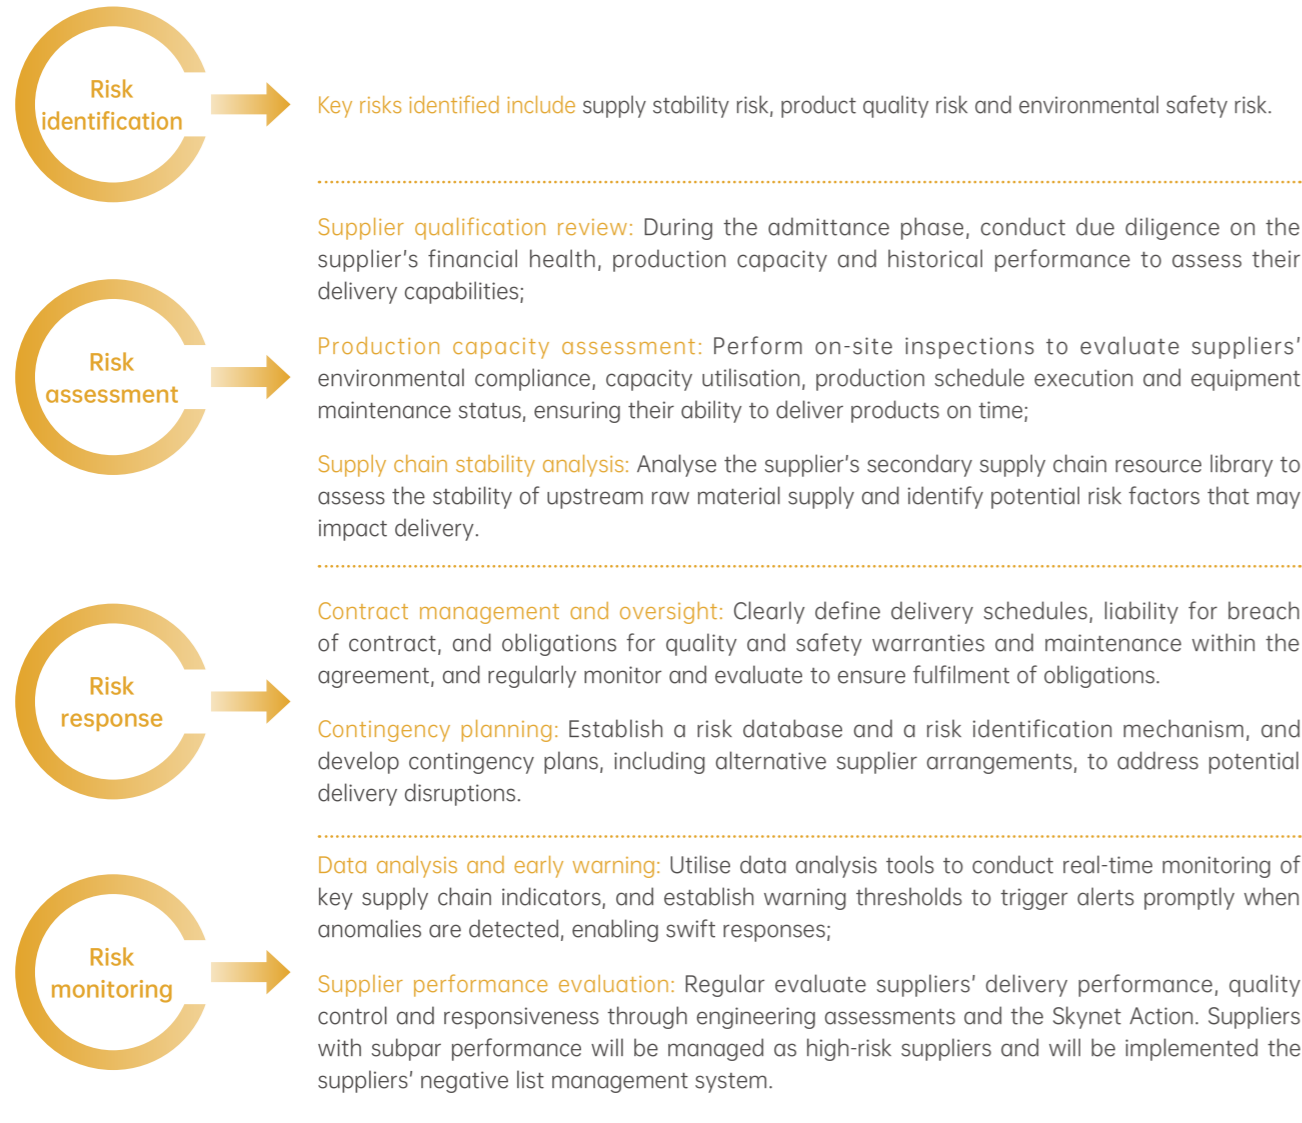 Risk
identification
Key risks identified include supply stability risk, product quality risk and environmental safety risk.
Supplier qualification review: During the admittance phase, conduct due diligence on the
supplier's financial health, production capacity and historical performance to assess their
delivery capabilities;
Risk
assessment
Production capacity assessment: Perform on-site inspections to evaluate suppliers'
environmental compliance, capacity utilisation, production schedule execution and equipment
maintenance status, ensuring their ability to deliver products on time;
Supply chain stability analysis: Analyse the supplier's secondary supply chain resource library to
assess the stability of upstream raw material supply and identify potential risk factors that may
impact delivery.
Risk
response
Contract management and oversight: Clearly define delivery schedules, liability for breach
of contract, and obligations for quality and safety warranties and maintenance within the
agreement, and regularly monitor and evaluate to ensure fulfilment of obligations.
Contingency planning: Establish a risk database and a risk identification mechanism, and
develop contingency plans, including alternative supplier arrangements, to address potential
delivery disruptions.
Risk
monitoring
Data analysis and early warning: Utilise data analysis tools to conduct real-time monitoring of
key supply chain indicators, and establish warning thresholds to trigger alerts promptly when
anomalies are detected, enabling swift responses;
Supplier performance evaluation: Regular evaluate suppliers' delivery performance, quality
control and responsiveness through engineering assessments and the Skynet Action. Suppliers
with subpar performance will be managed as high-risk suppliers and will be implemented the
suppliers' negative list management system.